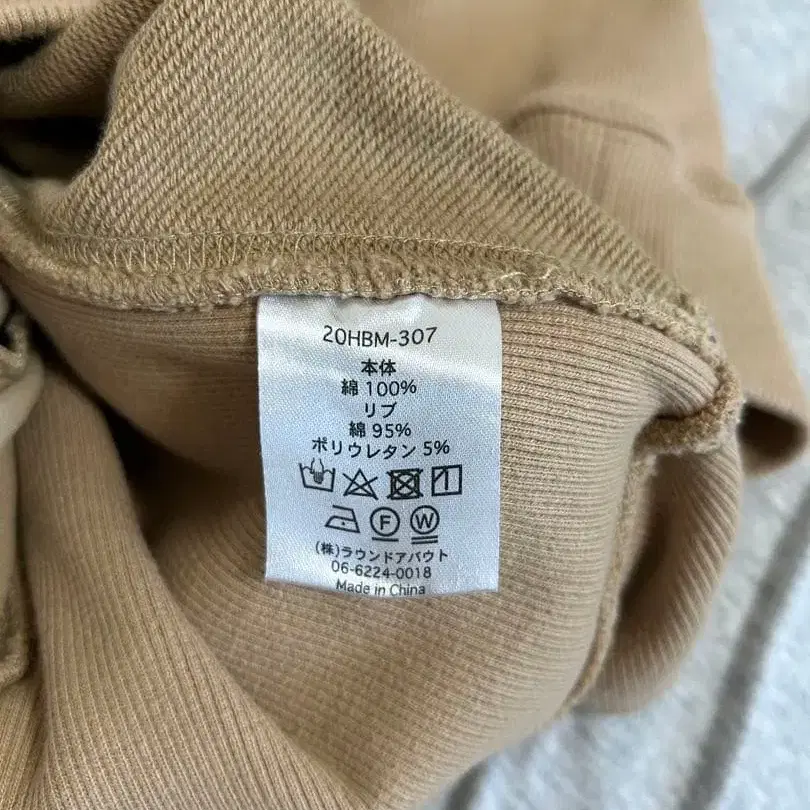 20HBM-307
本体
綿 100%
リブ
綿 95%
ポリウレタン 5%
F W
(株)ラウンドアバウト
06-6224-0018
Made in China